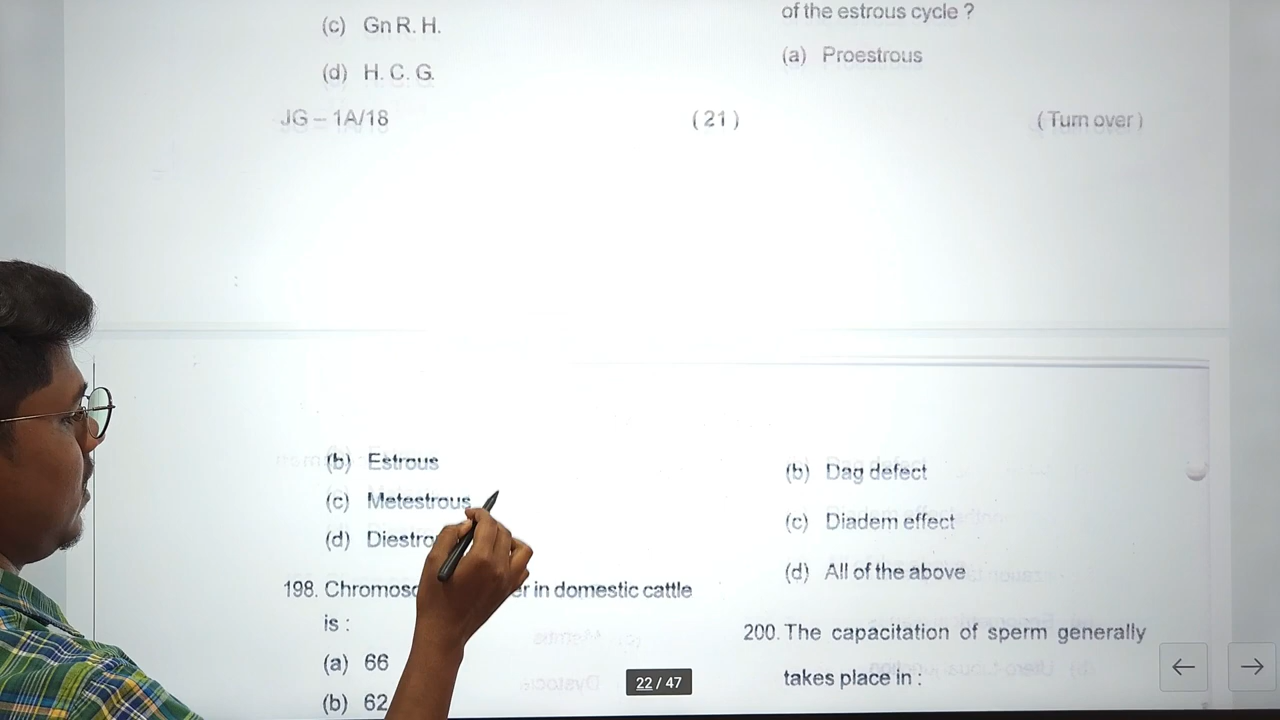 (c) Gn R. H.
(d) H. C. G.
of the estrous cycle ?
(a) Proestrous
JG – 1A/18
( 21 )
( Turn over )
(b) Estrous
(c) Metestrous
(d)
198.
in domestic cattle
is :
(a) 66
(b) 62
(b) Dag defect
(c) Diadem effect
(d) All of the above
200. The capacitation of sperm generally
takes place in :
22 / 47